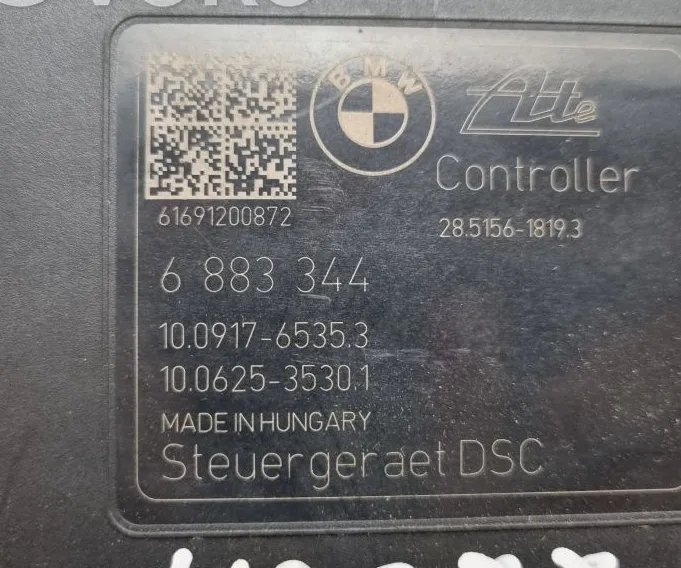 BMW
Ate
Controller
61691200872
28.5156-1819.3
6 883 344
10.0917-6535.3
10.0625-3530.1
MADE IN HUNGARY
Steuergeraet DSC